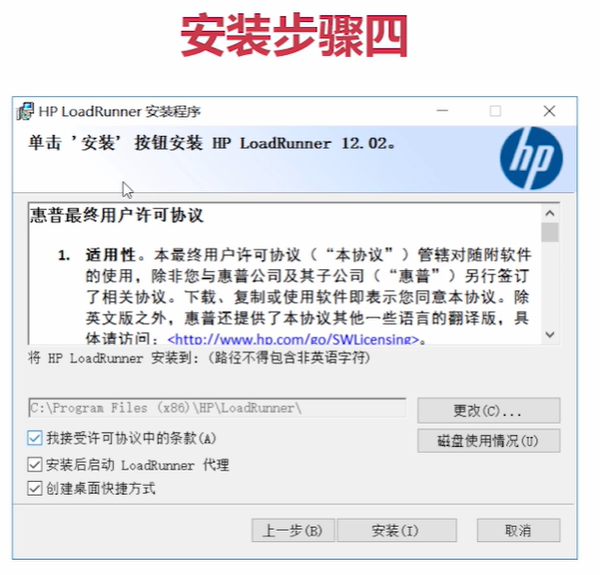 安装步骤四
HP LoadRunner 安装程序
单击 '安装' 按钮安装 HP LoadRunner 12.02。
hp
惠普最终用户许可协议
1. 适用性。本最终用户许可协议（“本协议”）管辖对随附软件
的使用，除非您与惠普公司及其子公司（“惠普”）另行签订
了相关协议。下载、复制或使用软件即表示您同意本协议。除
英文版之外，惠普还提供了本协议其他一些语言的翻译版，具
体请访问：<http://www.hp.com/go/SWLicensing>。
将 HP LoadRunner 安装到：(路径不得包含非英语字符)
C:\Program Files (x86)\HP\LoadRunner\
更改(C)...
我接受许可协议中的条款(A)
磁盘使用情况(U)
安装后启动 LoadRunner 代理
创建桌面快捷方式
上一步(B)
安装(I)
取消